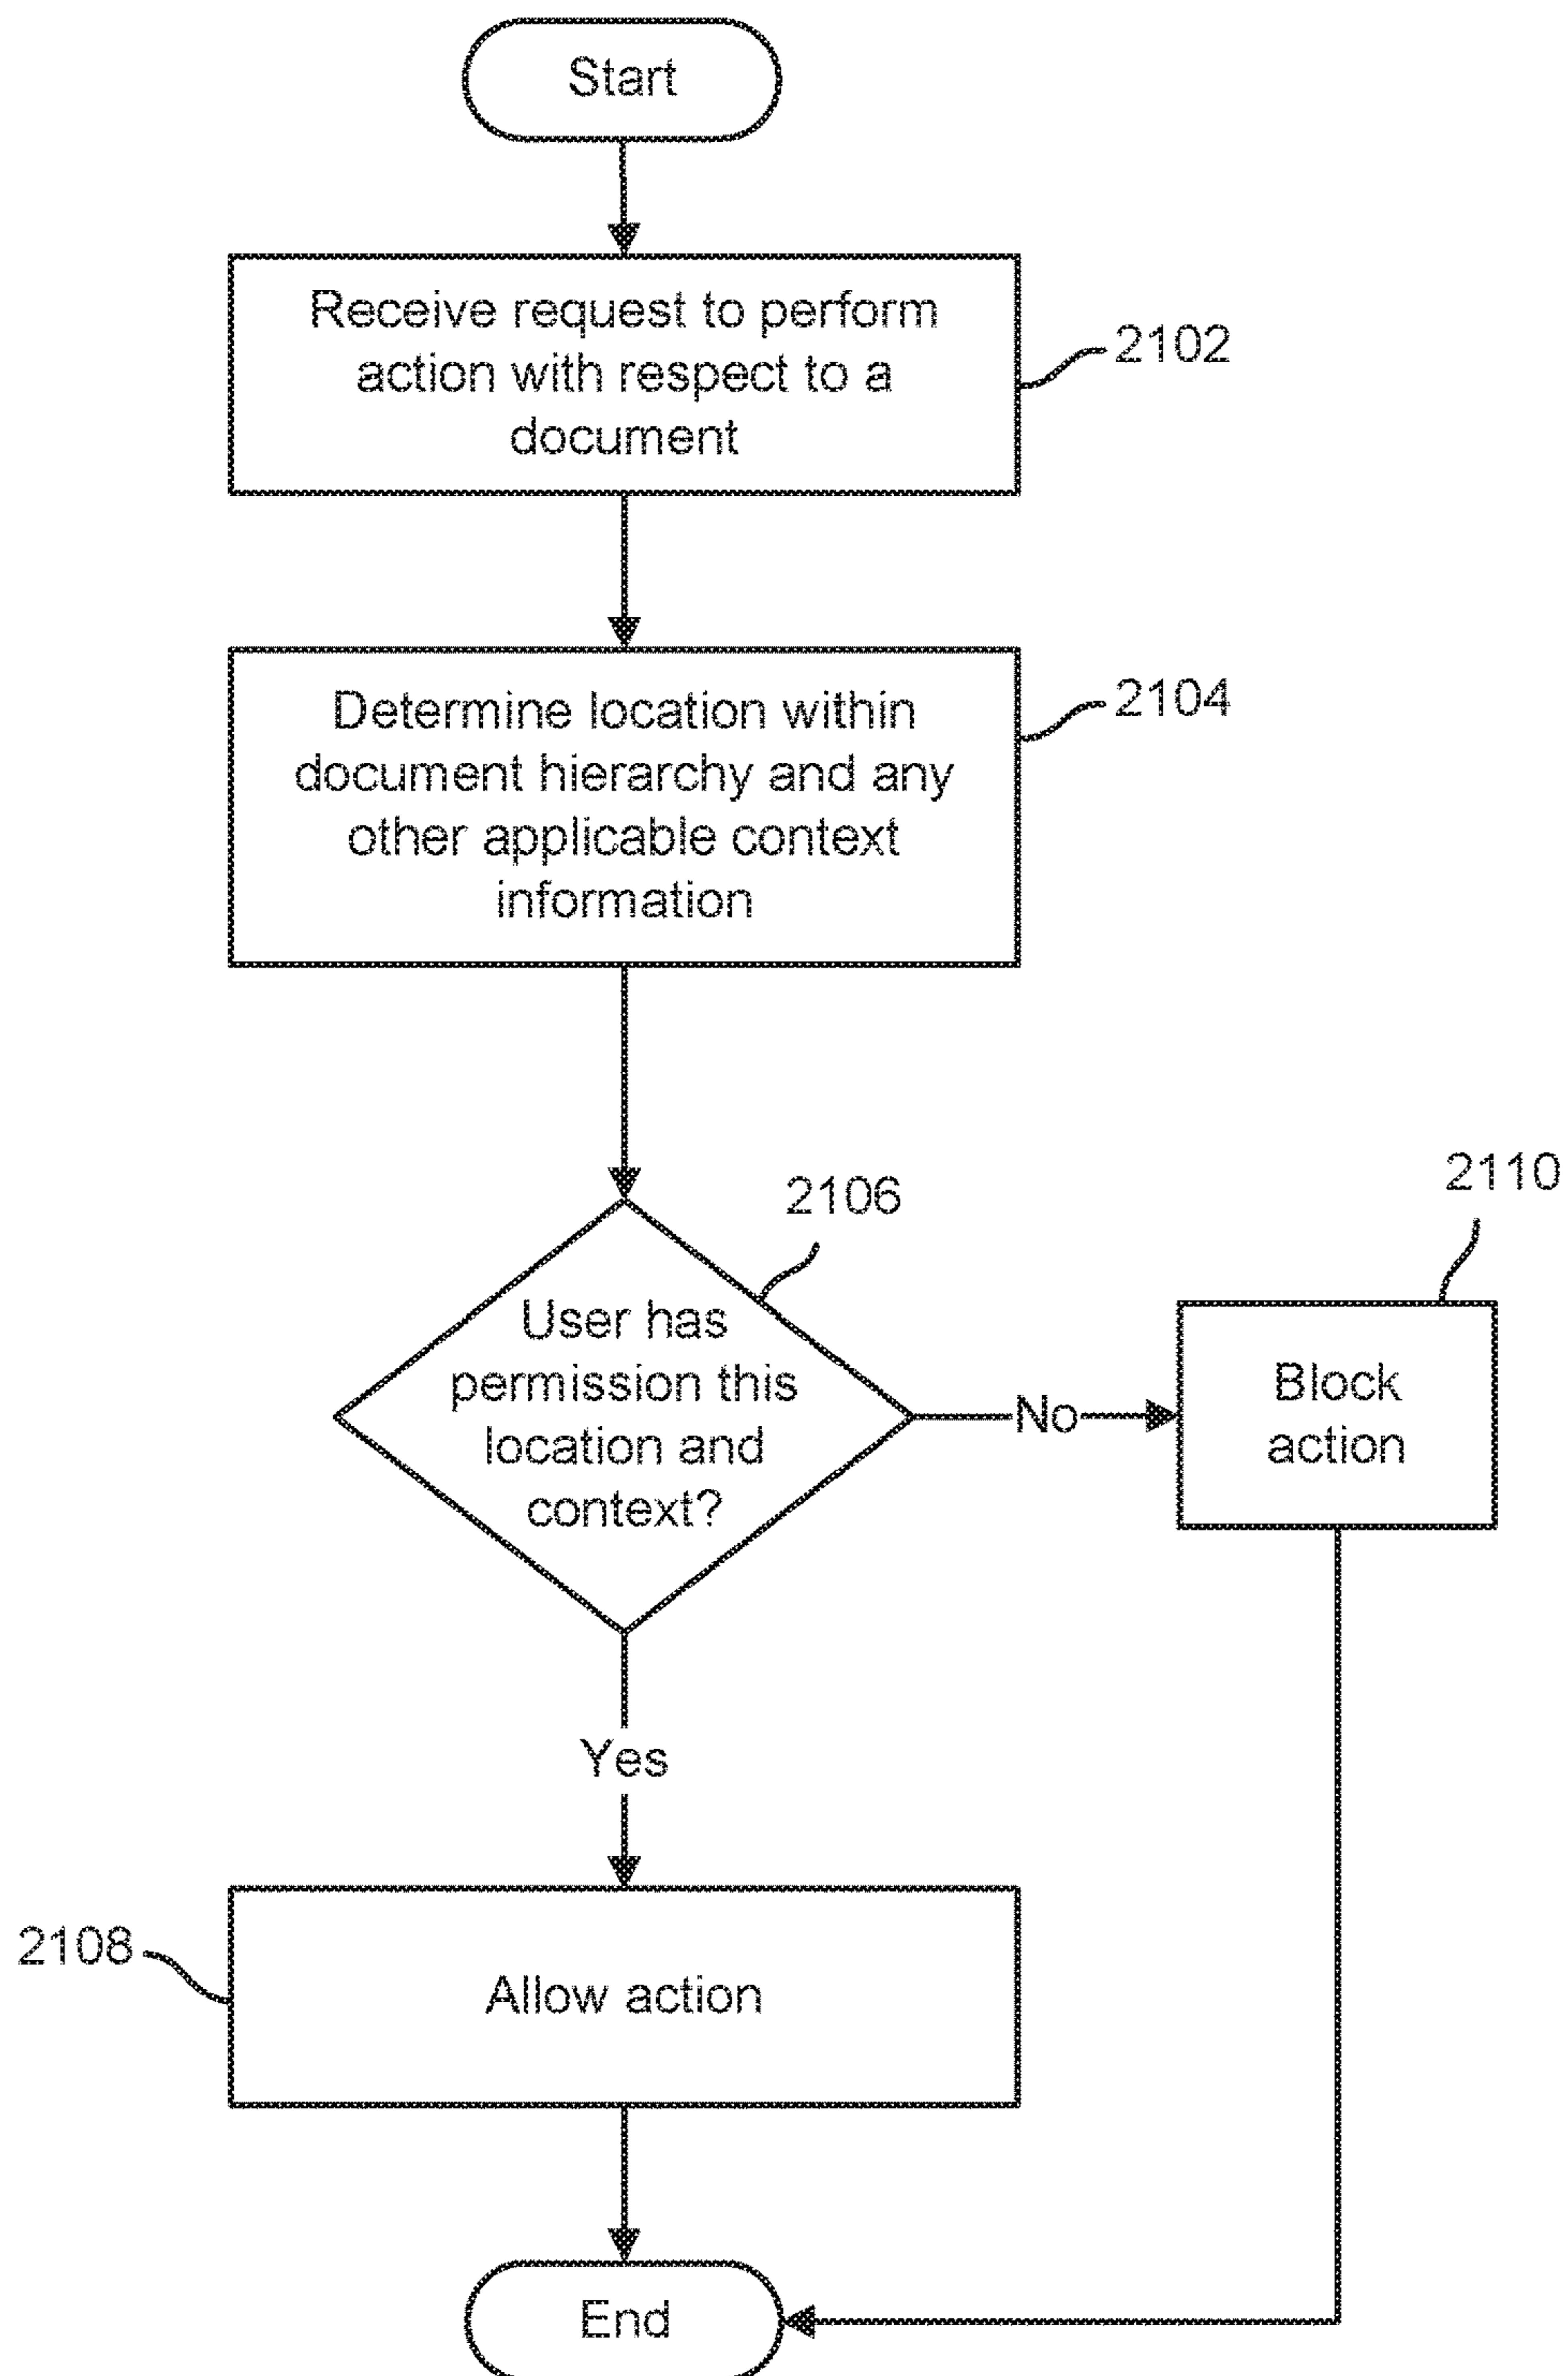 Start
Receive request to perform
action with respect to a
document
2102
Determine location within
document hierarchy and any
other applicable context
information
2104
2106
2110
User has
permission this
location and
context?
No
Block
action
Yes
2108
Allow action
End